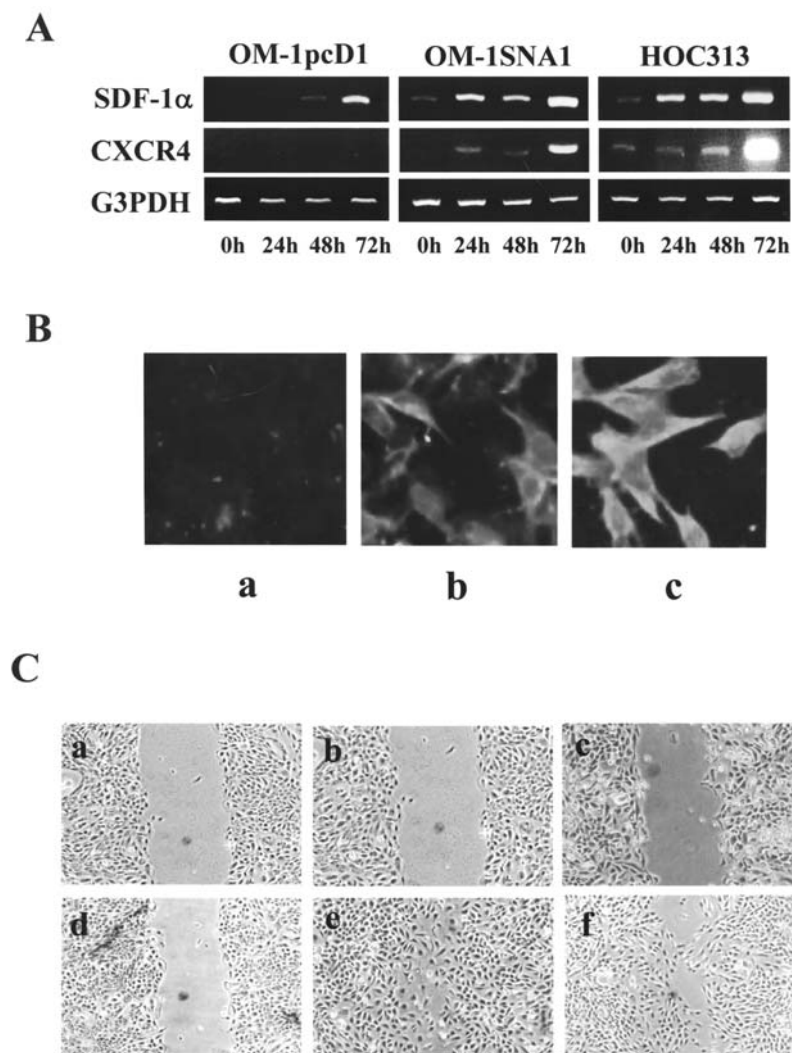 A
OM-1pcD1 OM-1SNA1 HOC313
SDF-1α
CXCR4
G3PDH
0h 24h 48h 72h 0h 24h 48h 72h 0h 24h 48h 72h
B
a b c
C
a b c
d e f